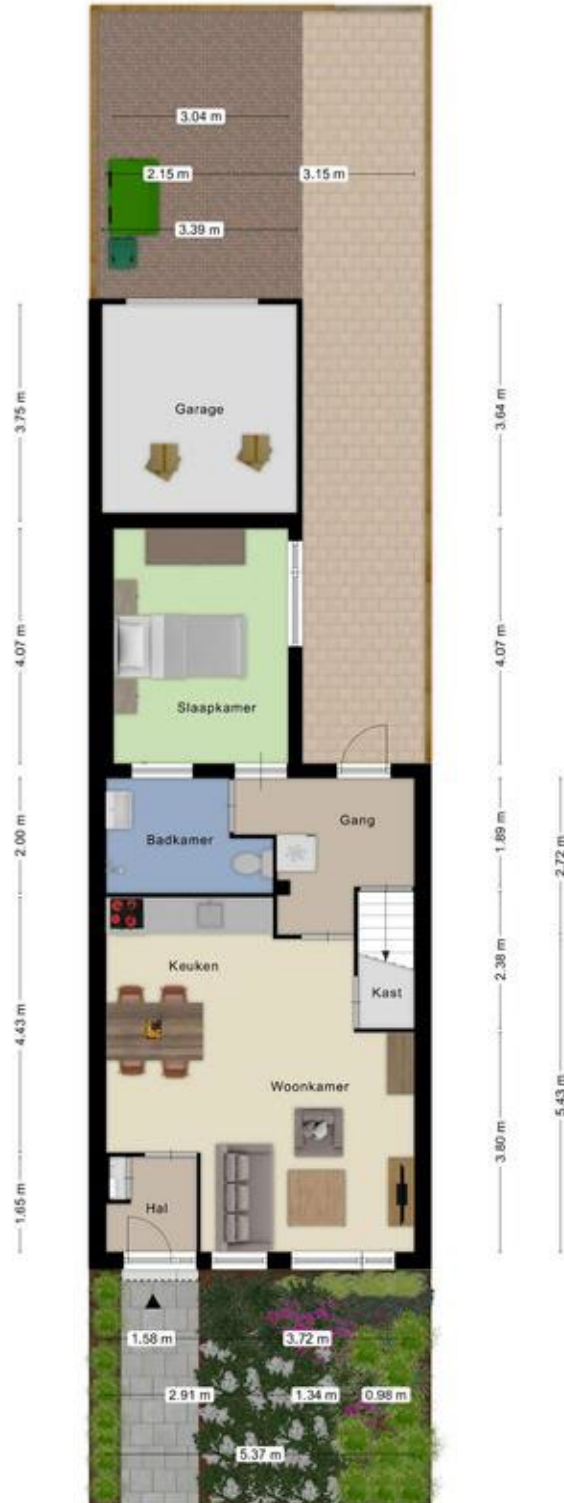 3.04 m
2.15 m
3.15 m
3.39 m
3.75 m
Garage
3.64 m
4.07 m
Slaapkamer
4.07 m
2.00 m
Badkamer
Gang
1.89 m
2.72 m
Keuken
Kast
2.38 m
4.43 m
Woonkamer
3.80 m
5.43 m
1.65 m
Hal
1.58 m
3.72 m
2.91 m
1.34 m
0.98 m
5.37 m